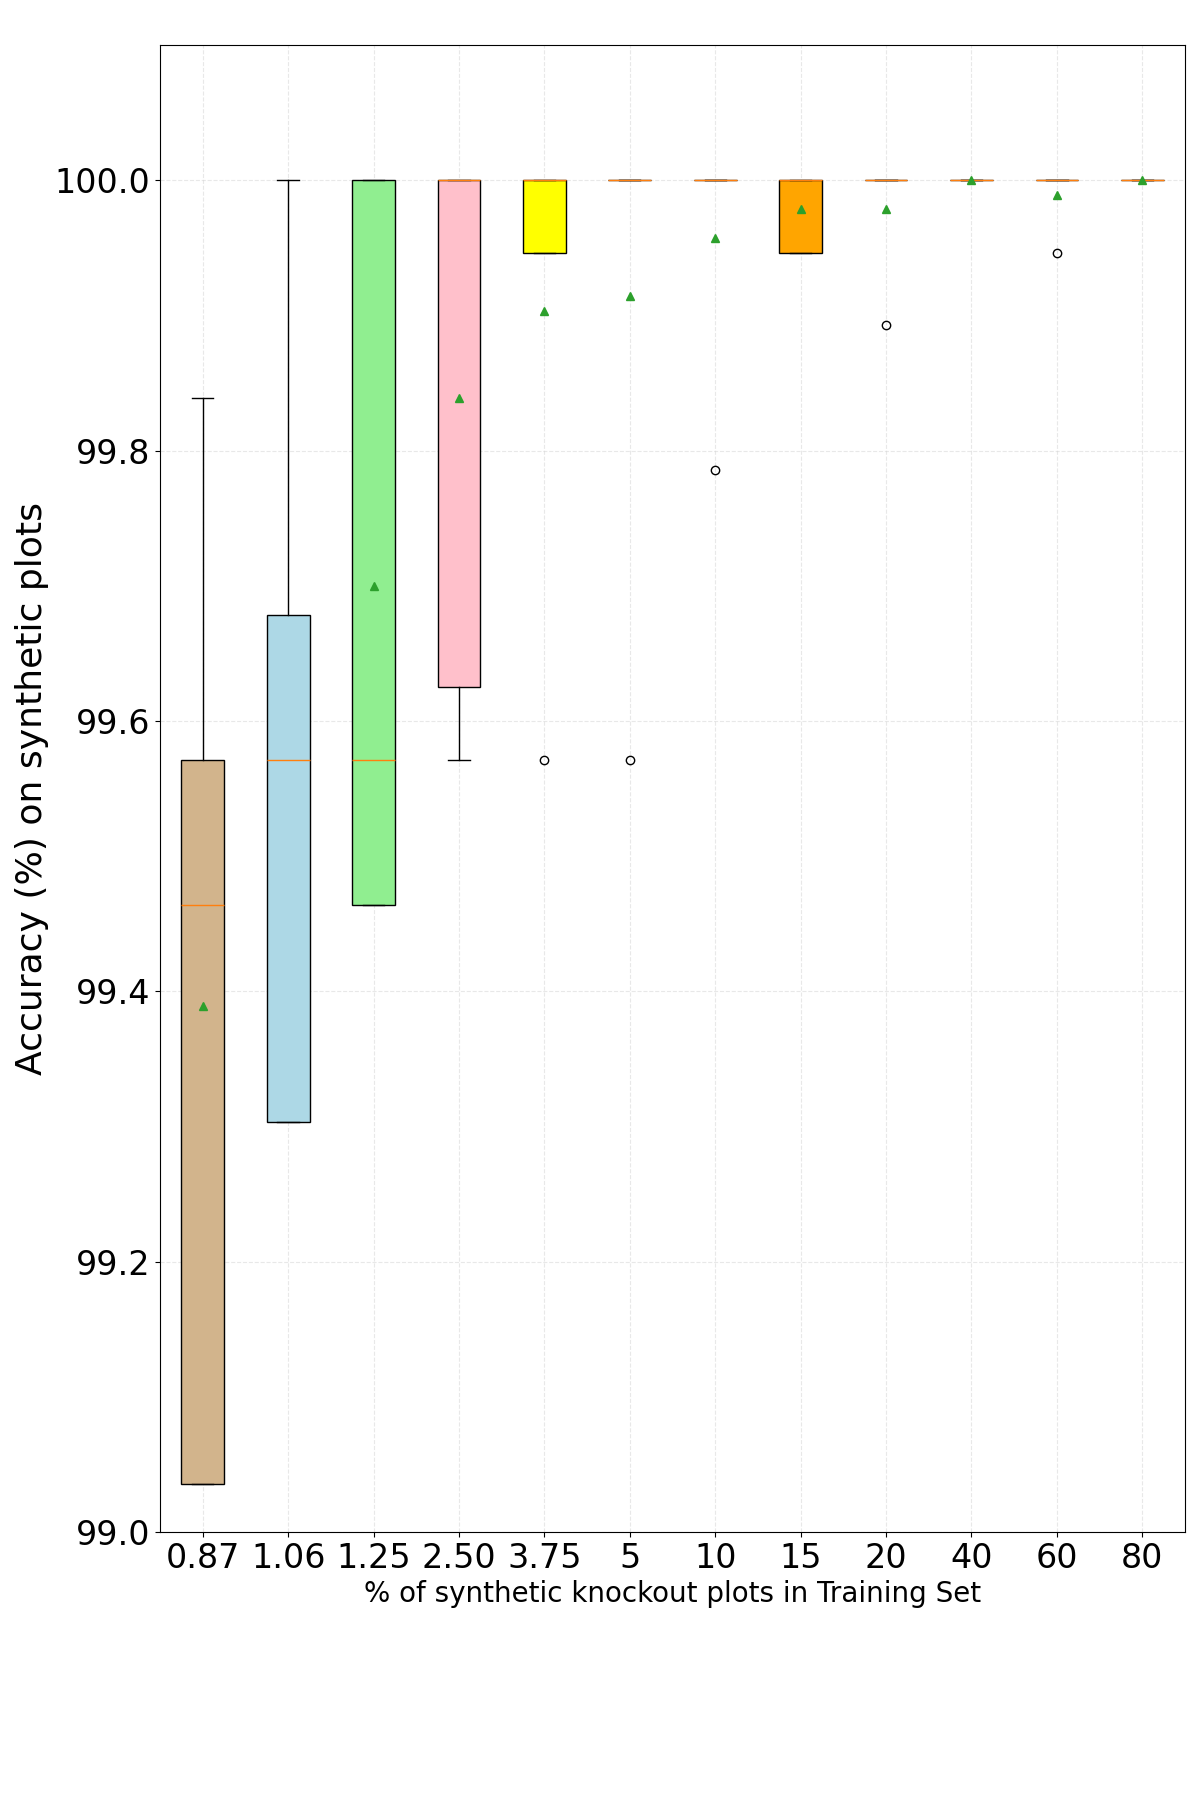 Accuracy (%) on synthetic plots
100.0
99.8
99.6
99.4
99.2
99.0
0.87 1.06 1.25 2.50 3.75 5 10 15 20 40 60 80
% of synthetic knockout plots in Training Set